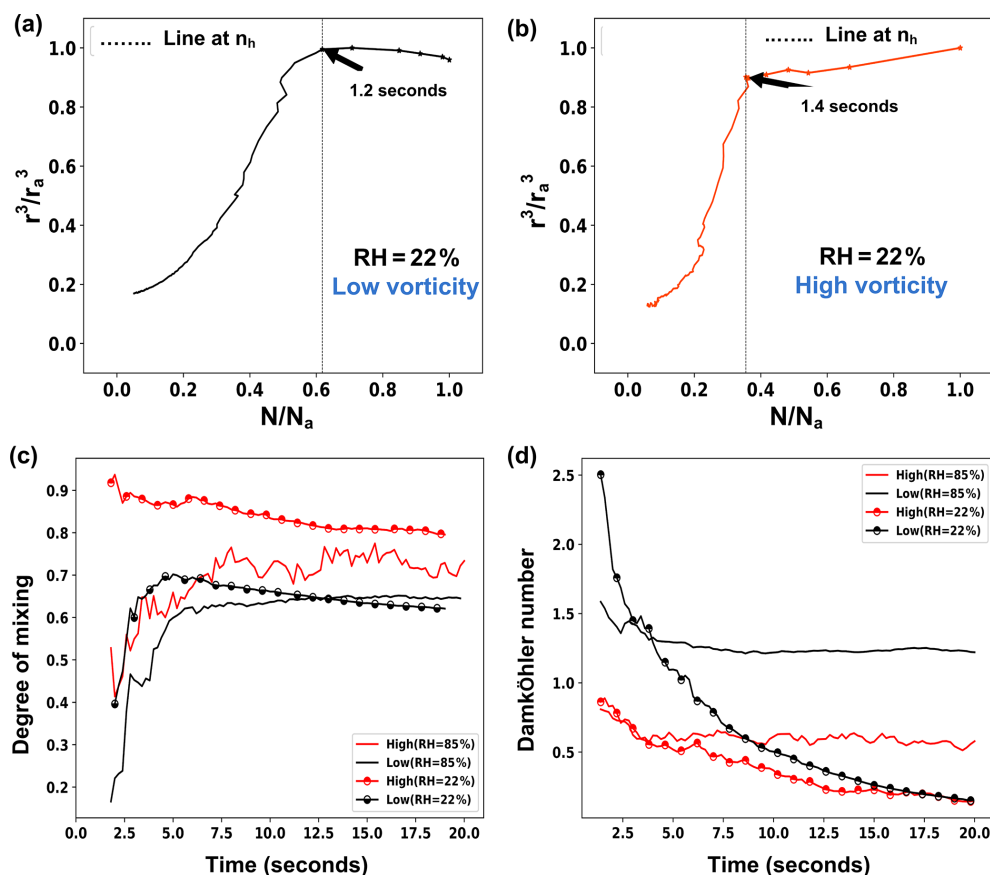 (a)
Line at nh
1.2 seconds
RH = 22%
Low vorticity
r³/ra³
1.0
0.8
0.6
0.4
0.2
0.0
0.0 0.2 0.4 0.6 0.8 1.0
N/Na
(b)
Line at nh
1.4 seconds
RH = 22%
High vorticity
r³/ra³
1.0
0.8
0.6
0.4
0.2
0.0
0.0 0.2 0.4 0.6 0.8 1.0
N/Na
(c)
Degree of mixing
0.9
0.8
0.7
0.6
0.5
0.4
0.3
0.2
High(RH=85%)
Low(RH=85%)
High(RH=22%)
Low(RH=22%)
0.0 2.5 5.0 7.5 10.0 12.5 15.0 17.5 20.0
Time (seconds)
(d)
DamkÖhler number
2.5
2.0
1.5
1.0
0.5
High(RH=85%)
Low(RH=85%)
High(RH=22%)
Low(RH=22%)
2.5 5.0 7.5 10.0 12.5 15.0 17.5 20.0
Time (seconds)